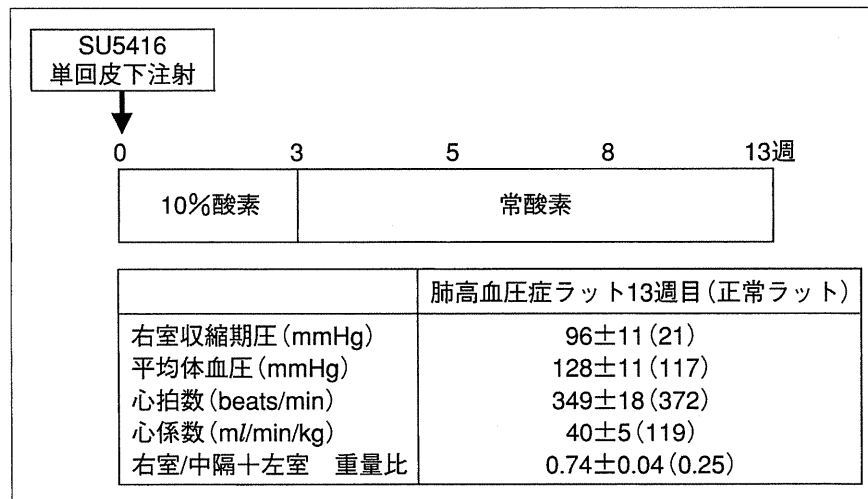 SU5416
単回皮下注射
0 3 5 8 13週
10%酸素 常酸素
肺高血圧症ラット13週目(正常ラット)
右室収縮期圧(mmHg) 96±11(21)
平均体血圧(mmHg) 128±11(117)
心拍数(beats/min) 349±18(372)
心係数(ml/min/kg) 40±5(119)
右室/中隔+左室 重量比 0.74±0.04(0.25)